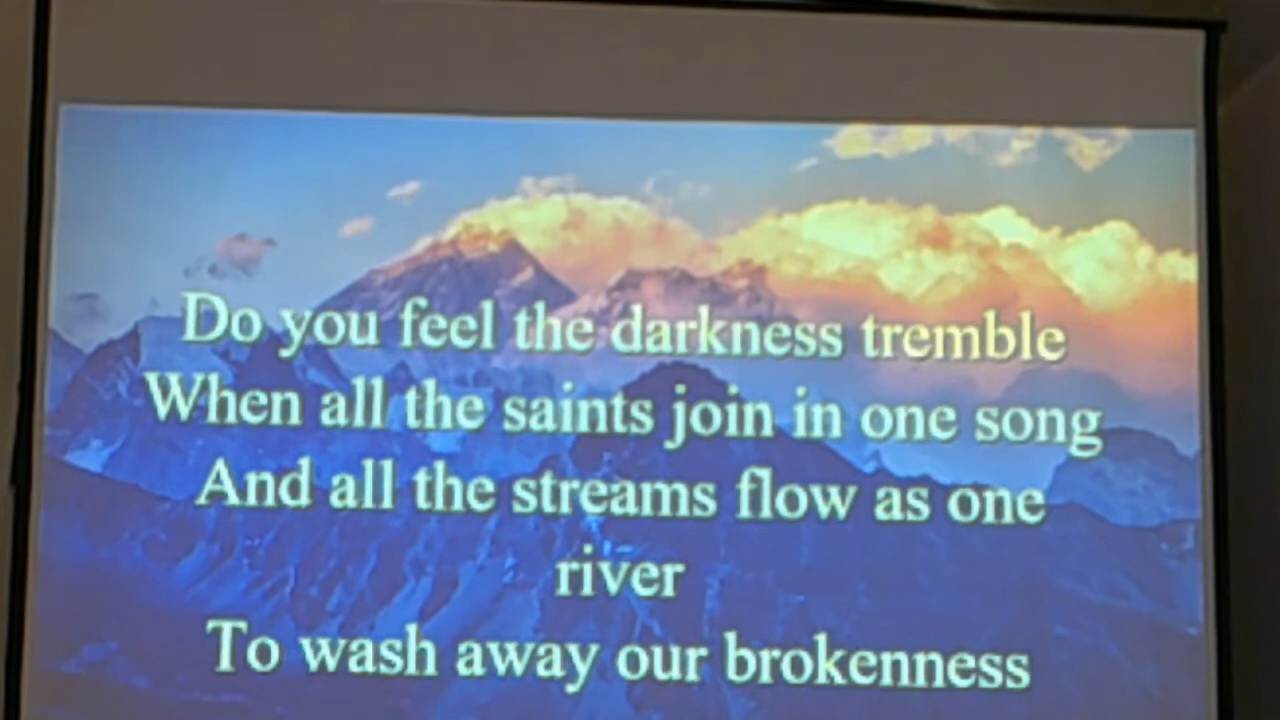 Do you feel the darkness tremble
When all the saints join in one song
And all the streams flow as one
river
To wash away our brokenness